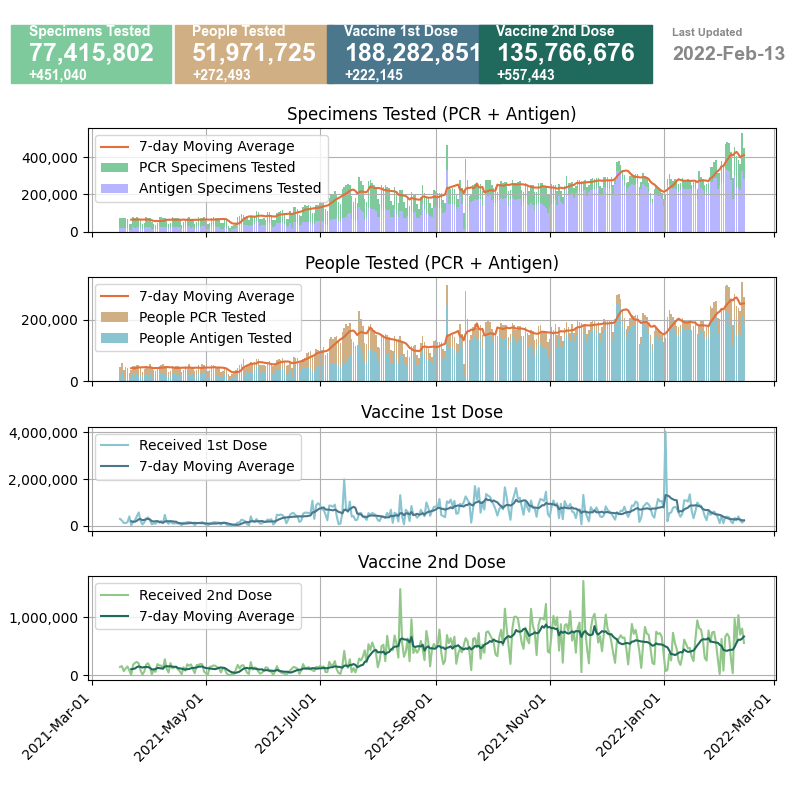 Specimens Tested
77,415,802
+451,040
People Tested
51,971,725
+272,493
Vaccine 1st Dose
188,282,851
+222,145
Vaccine 2nd Dose
135,766,676
+557,443
Last Updated
2022-Feb-13
Specimens Tested (PCR + Antigen)
400,000
200,000
0
7-day Moving Average
PCR Specimens Tested
Antigen Specimens Tested
People Tested (PCR + Antigen)
200,000
0
7-day Moving Average
People PCR Tested
People Antigen Tested
Vaccine 1st Dose
4,000,000
2,000,000
0
Received 1st Dose
7-day Moving Average
Vaccine 2nd Dose
1,000,000
0
Received 2nd Dose
7-day Moving Average
2021-Mar-01
2021-May-01
2021-Jul-01
2021-Sep-01
2021-Nov-01
2022-Jan-01
2022-Mar-01